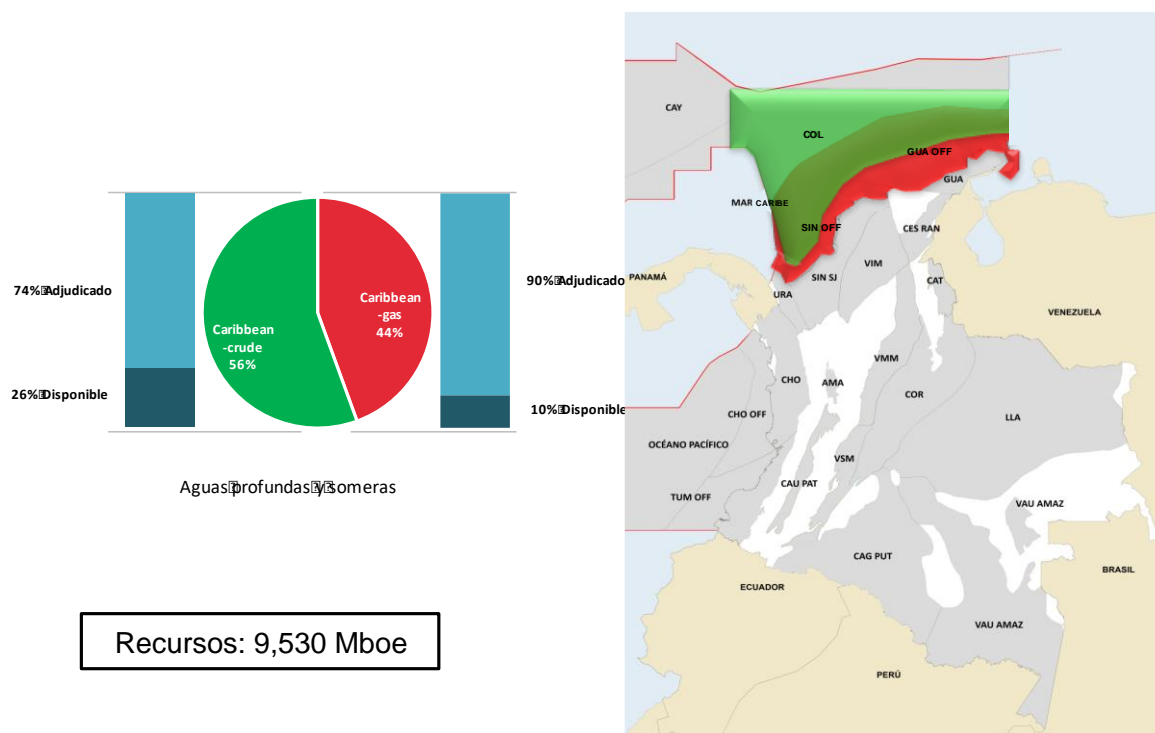 74% Adjudicado
26% Disponible
Caribbean
-crude
56%
Caribbean
-gas
44%
90% Adjudicado
10% Disponible
Aguas profundas y someras
Recursos: 9,530 Mboe
CAY
COL
GUA OFF
GUA
MAR CARIBE
SIN OFF
CES RAN
PANAMÁ
SIN SJ
VIM
CAT
URA
VENEZUELA
VMM
CHO
AMA
COR
CHO OFF
LLA
OCÉANO PACÍFICO
VSM
CAU PAT
TUM OFF
VAU AMAZ
CAG PUT
BRASIL
ECUADOR
VAU AMAZ
PERÚ